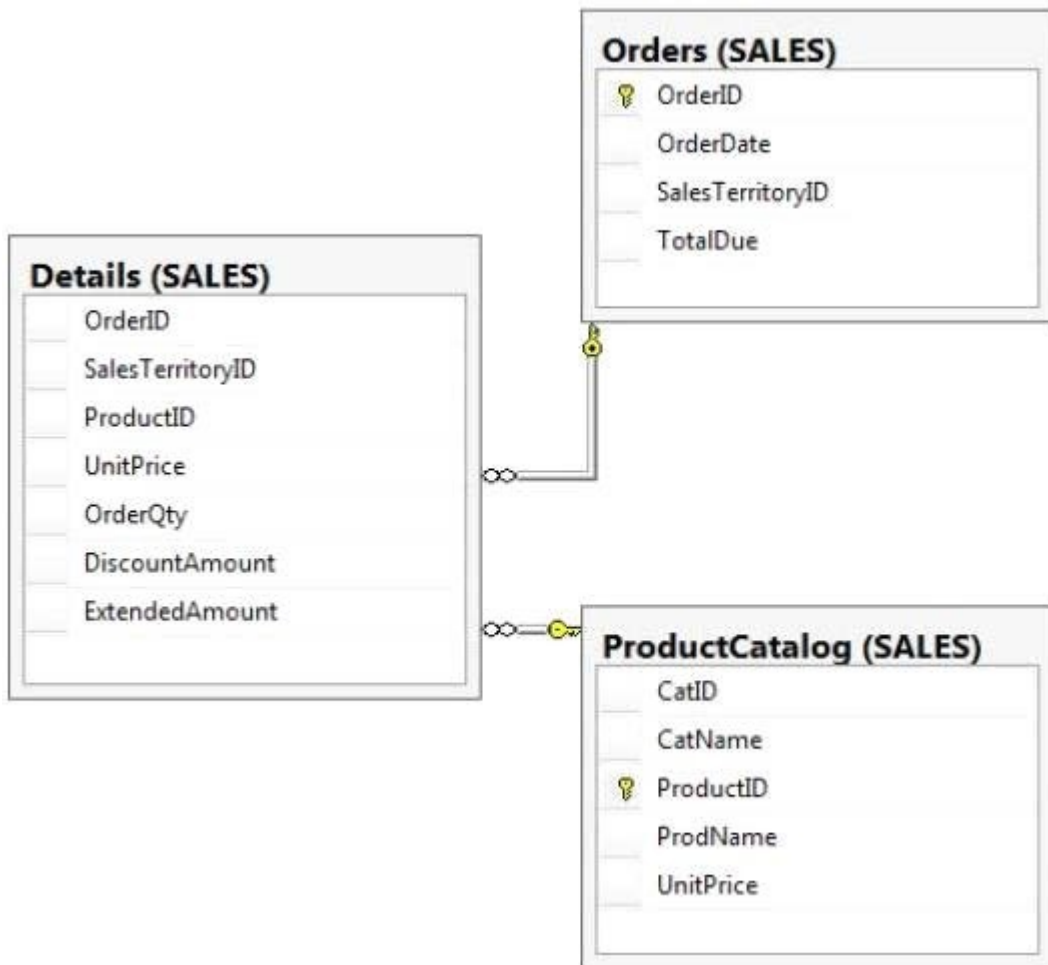 Orders (SALES)
OrderID
OrderDate
SalesTerritoryID
TotalDue
Details (SALES)
OrderID
SalesTerritoryID
ProductID
UnitPrice
OrderQty
DiscountAmount
ExtendedAmount
ProductCatalog (SALES)
CatID
CatName
ProductID
ProdName
UnitPrice